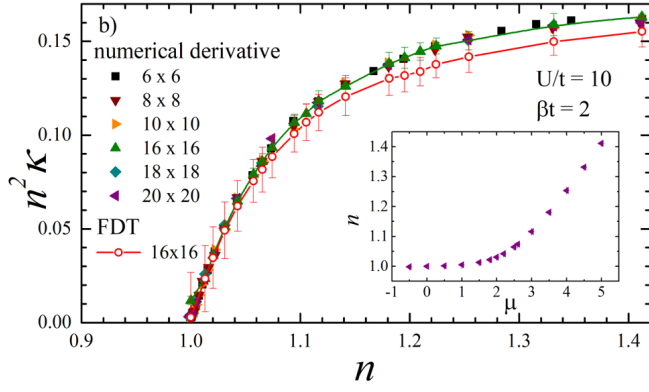 b)
numerical derivative
6 x 6
8 x 8
10 x 10
16 x 16
18 x 18
20 x 20
FDT
16x16
U/t = 10
βt = 2
n² κ
0.15
0.10
0.05
0.00
0.9 1.0 1.1 1.2 1.3 1.4
n
n
1.4
1.3
1.2
1.1
1.0
-1 0 1 2 3 4 5
μ